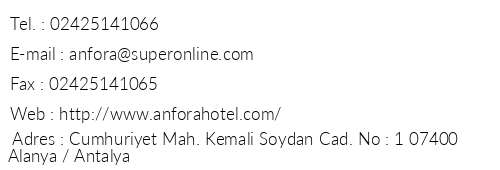 Tel. : 02425141066
E-mail : anfora@superonline.com
Fax : 02425141065
Web : http://www.anforahotel.com/
Adres : Cumhuriyet Mah. Kemali Soydan Cad. No : 1 07400
Alanya / Antalya